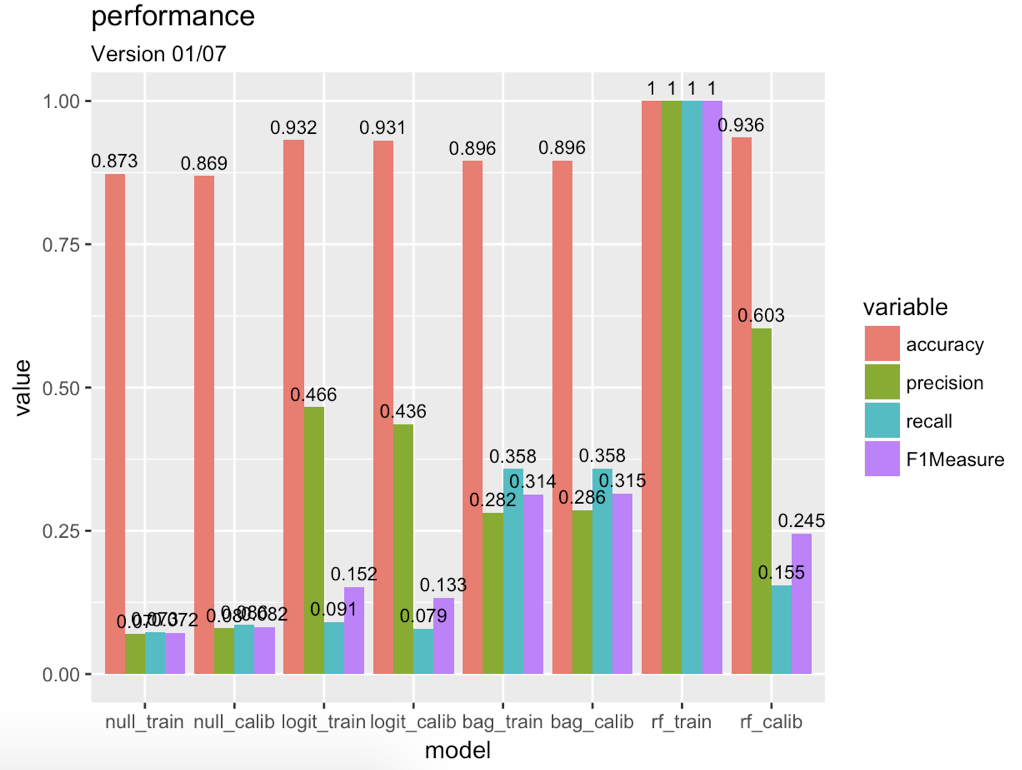 performance
Version 01/07
1 1 1 1
1.00
0.936
0.932
0.931
0.896
0.896
0.873
0.869
0.75
0.603
value
0.50
0.466
0.436
0.358
0.358
0.314
0.315
0.282
0.286
0.25
0.245
0.152
0.155
0.133
0.091
0.079
0.072
0.082
0.00
null_train null_calib logit_train logit_calib bag_train bag_calib rf_train rf_calib
model
variable
accuracy
precision
recall
F1Measure